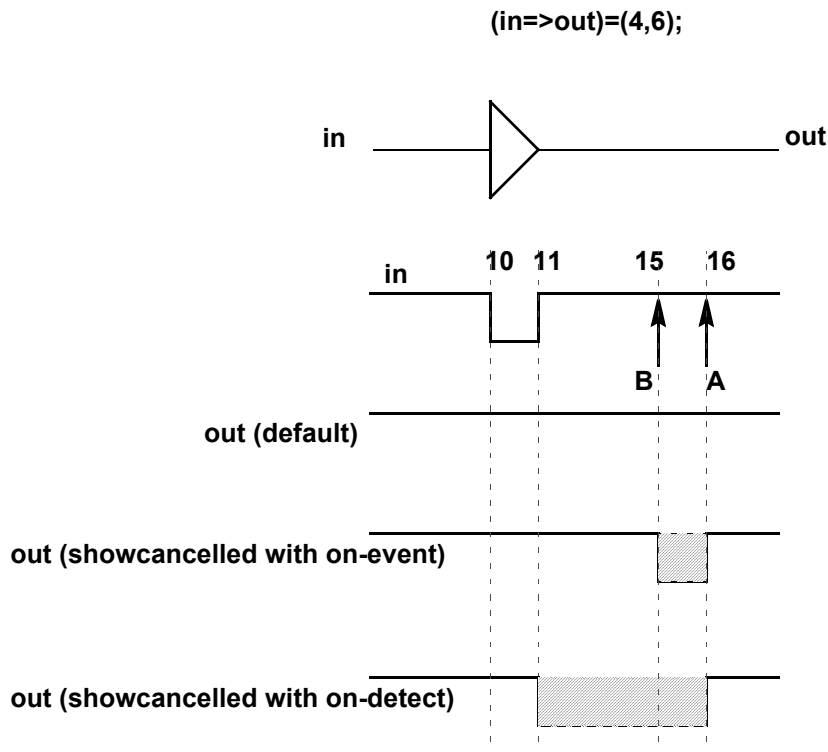 (in=>out)=(4,6);
in
out
10 11 15 16
in
B A
out (default)
out (showcancelled with on-event)
out (showcancelled with on-detect)